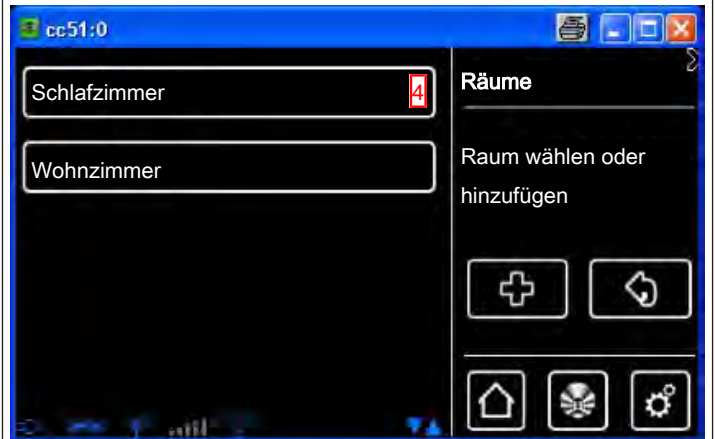 cc51:0
Schlafzimmer 4
Wohnzimmer
Räume
Raum wählen oder
hinzufügen